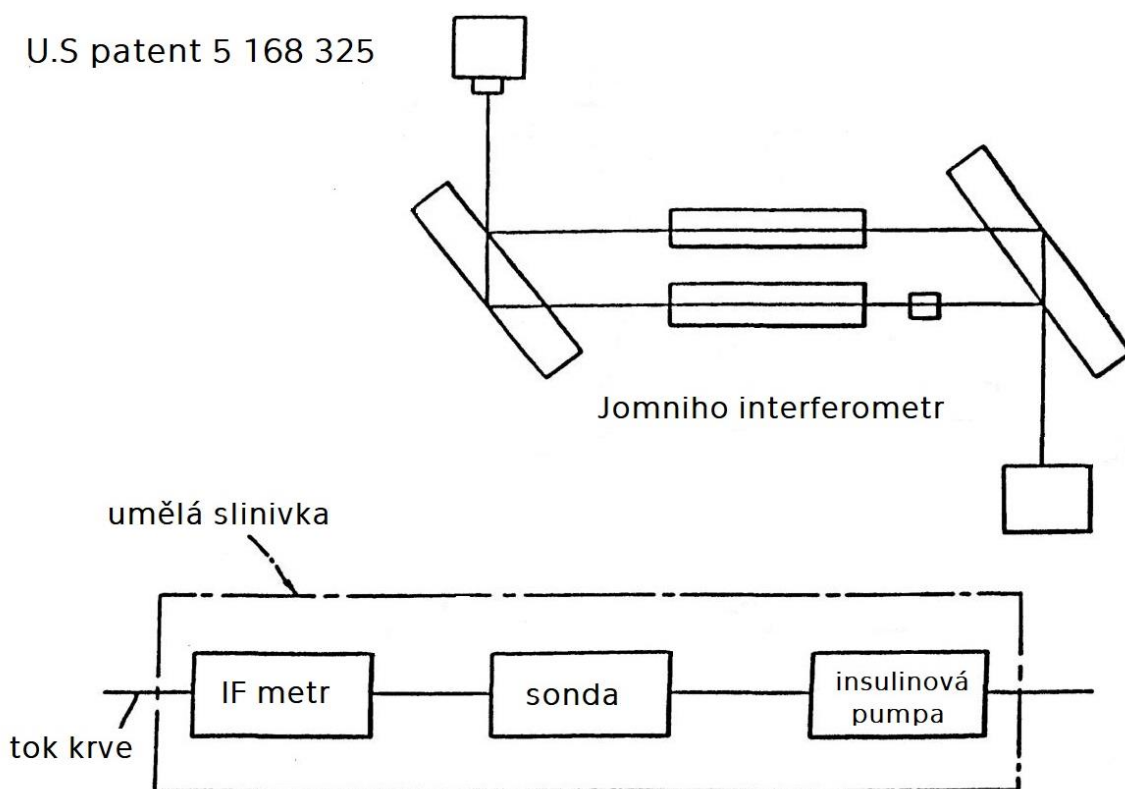 U.S patent 5 168 325
Jomniho interferometr
umělá slinivka
IF metr
sonda
insulinová
pumpa
tok krve